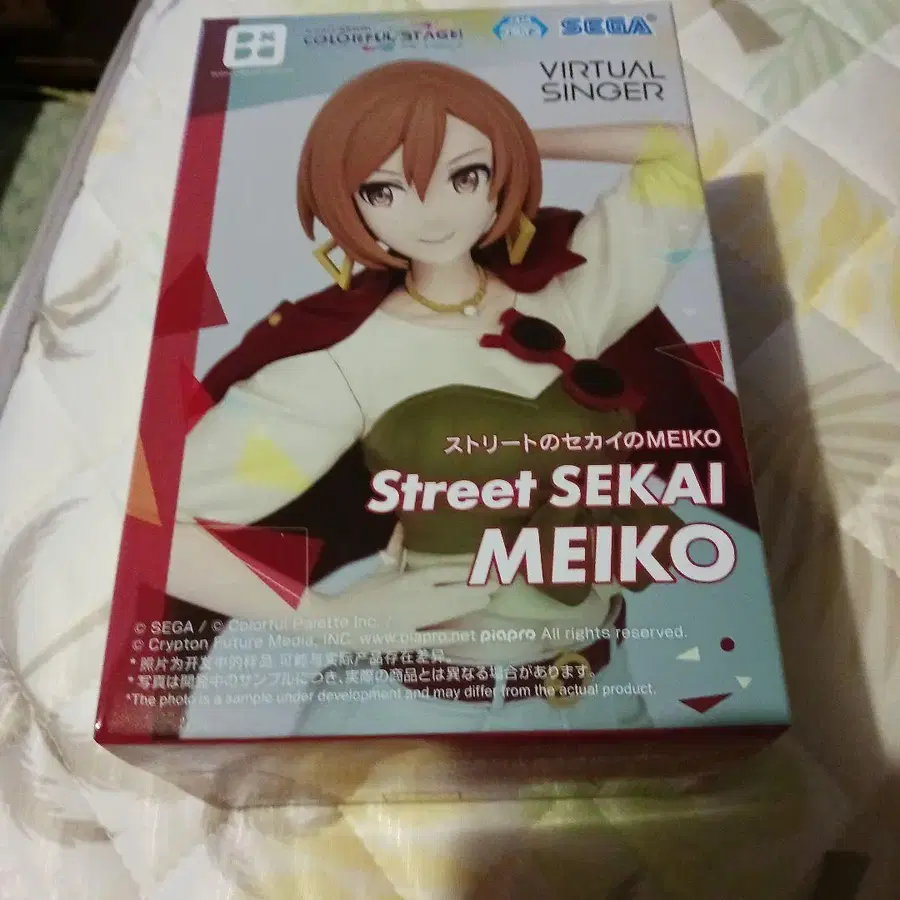 COLORFUL STAGE!
SEGA
VIRTUAL
SINGER
ストリートのセカイのMEIKO
Street SEKAI
MEIKO
© SEGA / © Colorful Palette Inc. /
© Crypton Future Media, INC. www.piapro.net piapro All rights reserved.
*照片为开发中的样品,可能与实际产品存在差异。
*写真は開発中のサンプルにつき、実際の商品とは異なる場合があります。
*The photo is a sample under development and may differ from the actual product.